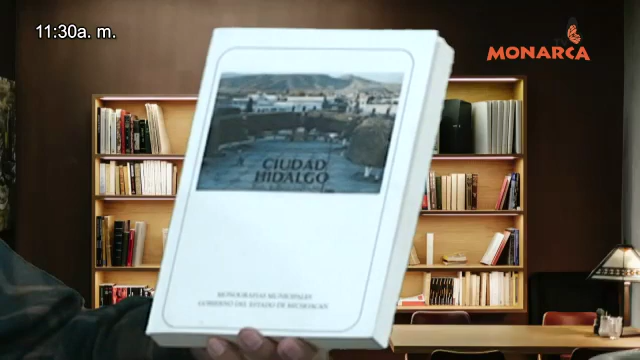 11:30a. m.
MONARCA
CIUDAD
HIDALGO
MONOGRAFIAS MUNICIPALES
GOBIERNO DEL ESTADO DE MICHOACAN